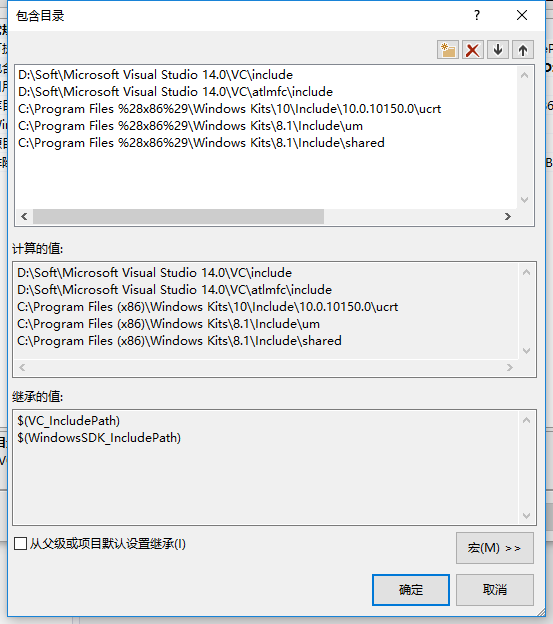 包含目录
D:\Soft\Microsoft Visual Studio 14.0\VC\include
D:\Soft\Microsoft Visual Studio 14.0\VC\atlmfc\include
C:\Program Files %28x86%29\Windows Kits\10\Include\10.0.10150.0\ucrt
C:\Program Files %28x86%29\Windows Kits\8.1\Include\um
C:\Program Files %28x86%29\Windows Kits\8.1\Include\shared
计算的值:
D:\Soft\Microsoft Visual Studio 14.0\VC\include
D:\Soft\Microsoft Visual Studio 14.0\VC\atlmfc\include
C:\Program Files (x86)\Windows Kits\10\Include\10.0.10150.0\ucrt
C:\Program Files (x86)\Windows Kits\8.1\Include\um
C:\Program Files (x86)\Windows Kits\8.1\Include\shared
继承的值:
$(VC_IncludePath)
$(WindowsSDK_IncludePath)
从父级或项目默认设置继承(I)
宏(M) >>
确定
取消